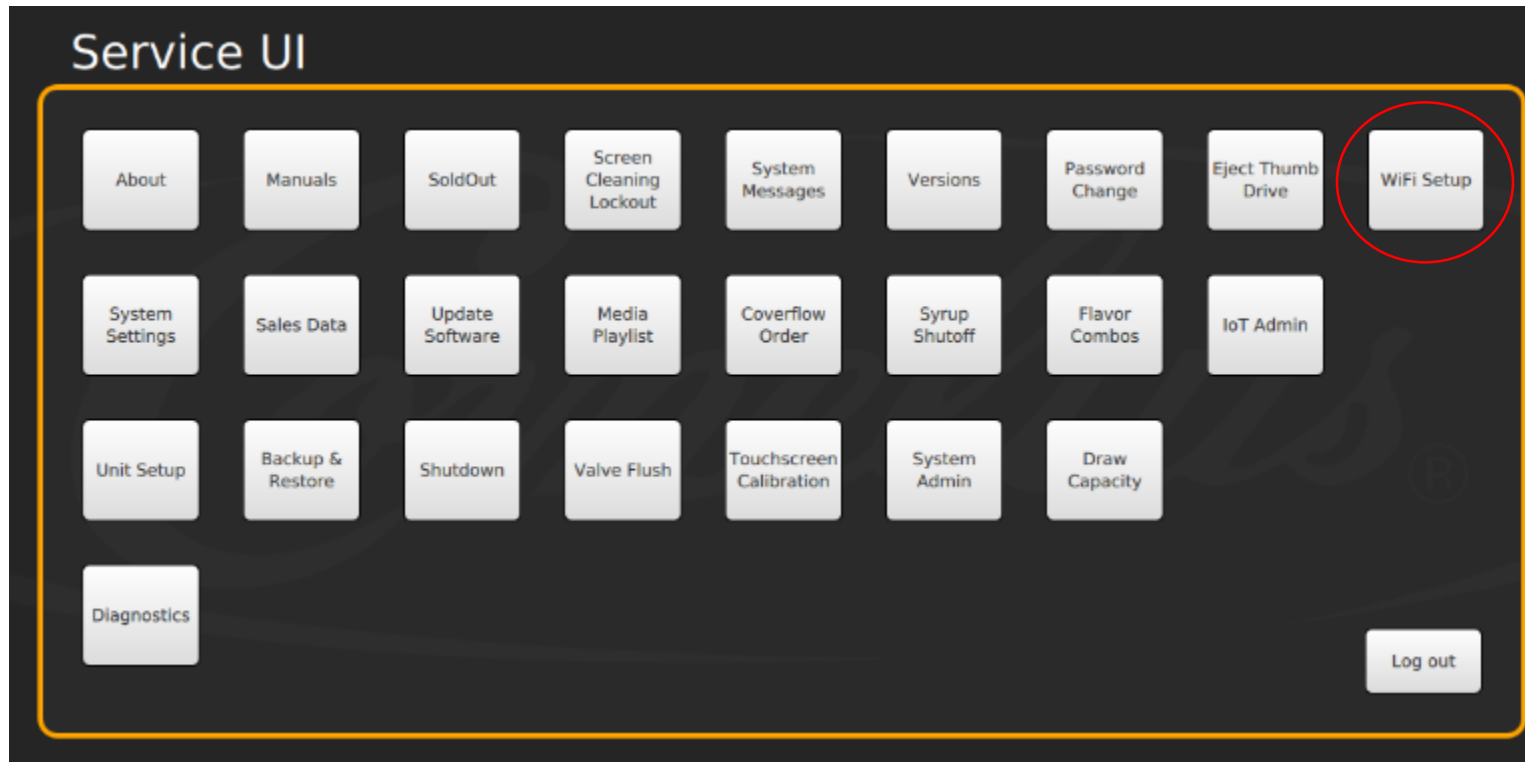 Service UI
About
Manuals
SoldOut
Screen
Cleaning
Lockout
System
Messages
Versions
Password
Change
Eject Thumb
Drive
WiFi Setup
System
Settings
Sales Data
Update
Software
Media
Playlist
Coverflow
Order
Syrup
Shutoff
Flavor
Combos
IoT Admin
Unit Setup
Backup &
Restore
Shutdown
Valve Flush
Touchscreen
Calibration
System
Admin
Draw
Capacity
Cornelius®
Diagnostics
Log out